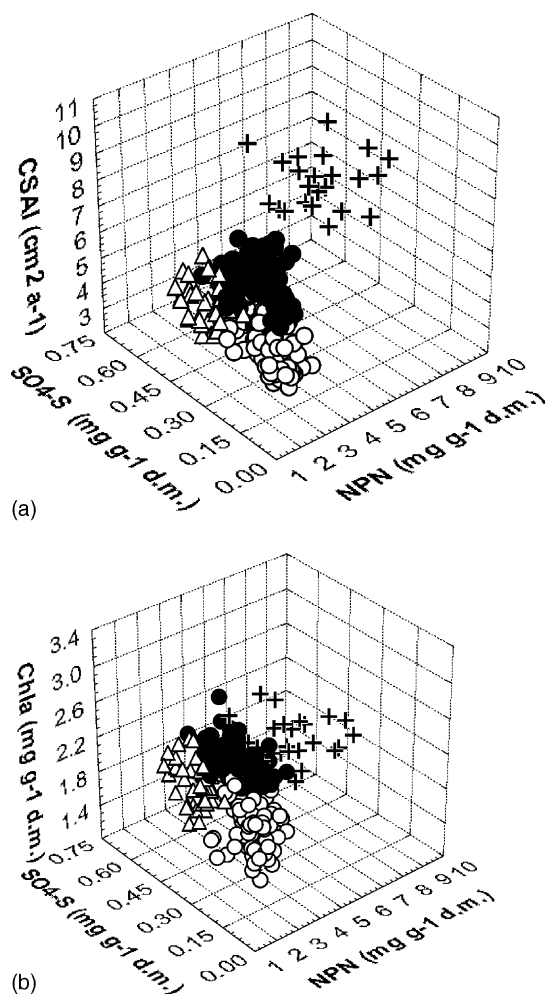 11
10
9
8
7
6
5
4
3
CSAI (cm2 a-1)
0.75
0.60
0.45
0.30
0.15
0.00
SO4-S (mg g-1 d.m.)
1 2 3 4 5 6 7 8 9 10
NPN (mg g-1 d.m.)
(a)
3.4
3.0
2.6
2.2
1.8
1.4
Chla (mg g-1 d.m.)
0.75
0.60
0.45
0.30
0.15
0.00
SO4-S (mg g-1 d.m.)
1 2 3 4 5 6 7 8 9 10
NPN (mg g-1 d.m.)
(b)